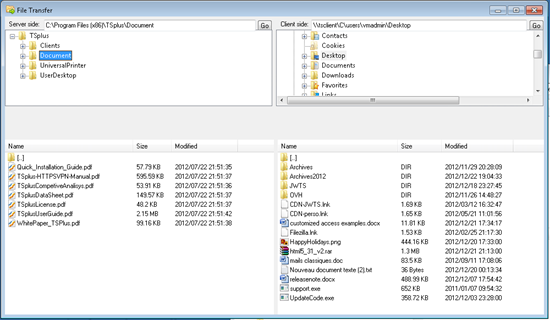 File Transfer
Server side: C:\Program Files (x86)\TSplus\Document Go
TSplus
Clients
Document
UniversalPrinter
UserDesktop
Client side: \\tsclient\C\users\vmadmin\Desktop Go
Contacts
Cookies
Desktop
Documents
Downloads
Favorites
Links
Name Size Modified
[..]
Quick_Installation_Guide.pdf 57.79 KB 2012/07/22 21:51:35
TSplus-HTTPSVPN-Manual.pdf 595.59 KB 2012/07/22 21:51:37
TSplusCompetiveAnalisys.pdf 53.91 KB 2012/07/22 21:51:36
TSplusDataSheet.pdf 149.57 KB 2012/07/22 21:51:37
TSplusLicense.pdf 48.2 KB 2012/07/22 21:51:37
TSplusUserGuide.pdf 2.15 MB 2012/07/22 21:51:42
WhitePaper_TSPlus.pdf 99.16 KB 2012/07/22 21:51:38
Name Size Modified
[..]
Archives DIR 2012/11/29 20:28:09
Archives2012 DIR 2012/12/22 19:04:33
JWTS DIR 2012/12/18 23:27:45
OVH DIR 2012/11/26 14:48:27
CDN-JWTS.lnk 1.69 KB 2012/03/12 16:32:47
CDN-perso.lnk 1.65 KB 2012/05/21 11:01:56
customized access examples.docx 11.81 KB 2012/12/21 17:34:17
Filezilla.lnk 1.53 KB 2012/02/25 21:17:30
HappyHolidays.png 444.16 KB 2012/12/20 17:33:00
html5_31_v2.rar 1.3 MB 2012/12/21 17:50:00
mails classiques.doc 83.5 KB 2012/09/11 17:08:06
Nouveau document texte (2).txt 36 Bytes 2012/12/20 00:13:34
releasenote.docx 488.99 KB 2012/12/07 17:54:42
support.exe 652 KB 2011/01/07 09:54:32
UpdateCode.exe 358.72 KB 2012/12/03 23:28:00